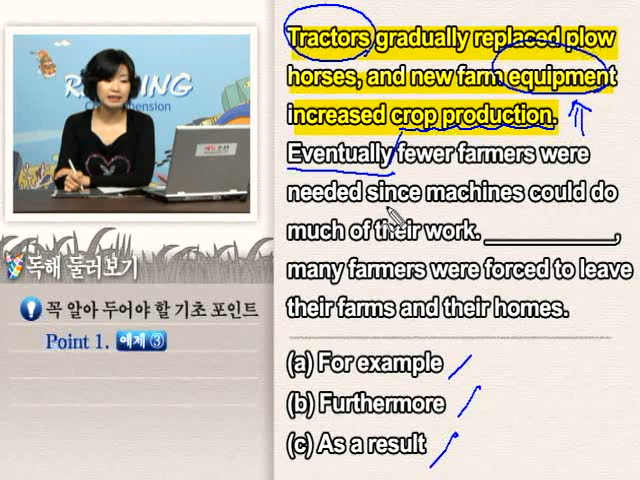 Tractors gradually replaced plow
horses, and new farm equipment
increased crop production.
Eventually fewer farmers were
needed since machines could do
much of their work. ____________,
many farmers were forced to leave
their farms and their homes.
(a) For example
(b) Furthermore
(c) As a result
독해 둘러보기
꼭 알아 두어야 할 기초 포인트
Point 1. 예제 ③